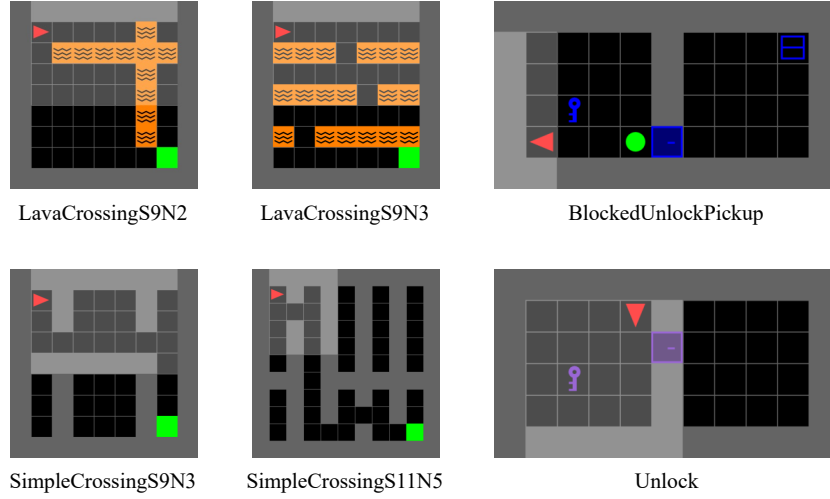 LavaCrossingS9N2
LavaCrossingS9N3
BlockedUnlockPickup
SimpleCrossingS9N3
SimpleCrossingS11N5
Unlock